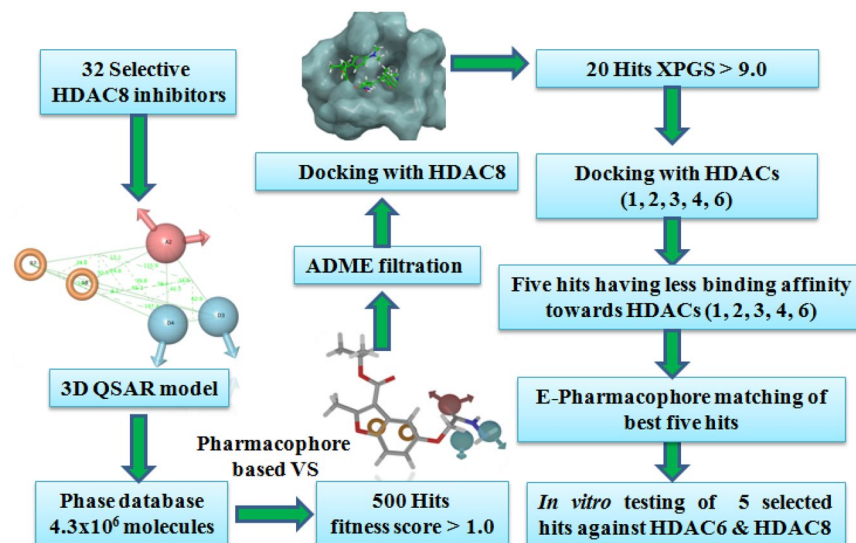 32 Selective
HDAC8 inhibitors
A2
D4
D3
3D QSAR model
Phase database
4.3x10⁶ molecules
Pharmacophore
based VS
500 Hits
fitness score > 1.0
ADME filtration
Docking with HDAC8
20 Hits XPGS > 9.0
Docking with HDACs
(1, 2, 3, 4, 6)
Five hits having less binding affinity
towards HDACs (1, 2, 3, 4, 6)
E-Pharmacophore matching of
best five hits
In vitro testing of 5 selected
hits against HDAC6 & HDAC8